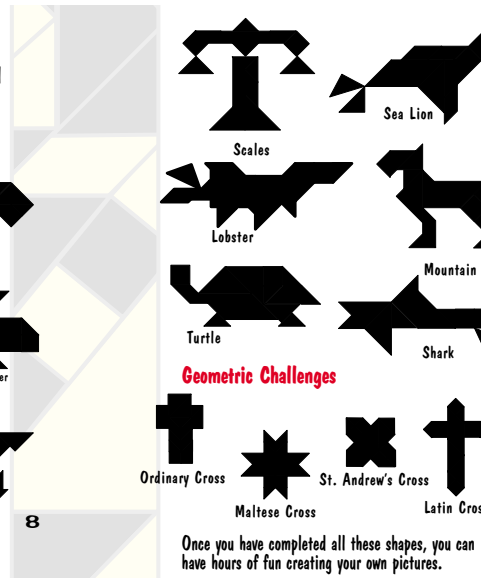 Scales
Sea Lion
Lobster
Mountain
Turtle
Shark
Geometric Challenges
Ordinary Cross
Maltese Cross
St. Andrew's Cross
Latin
8
Once you have completed all these shapes, you can
have hours of fun creating your own pictures.